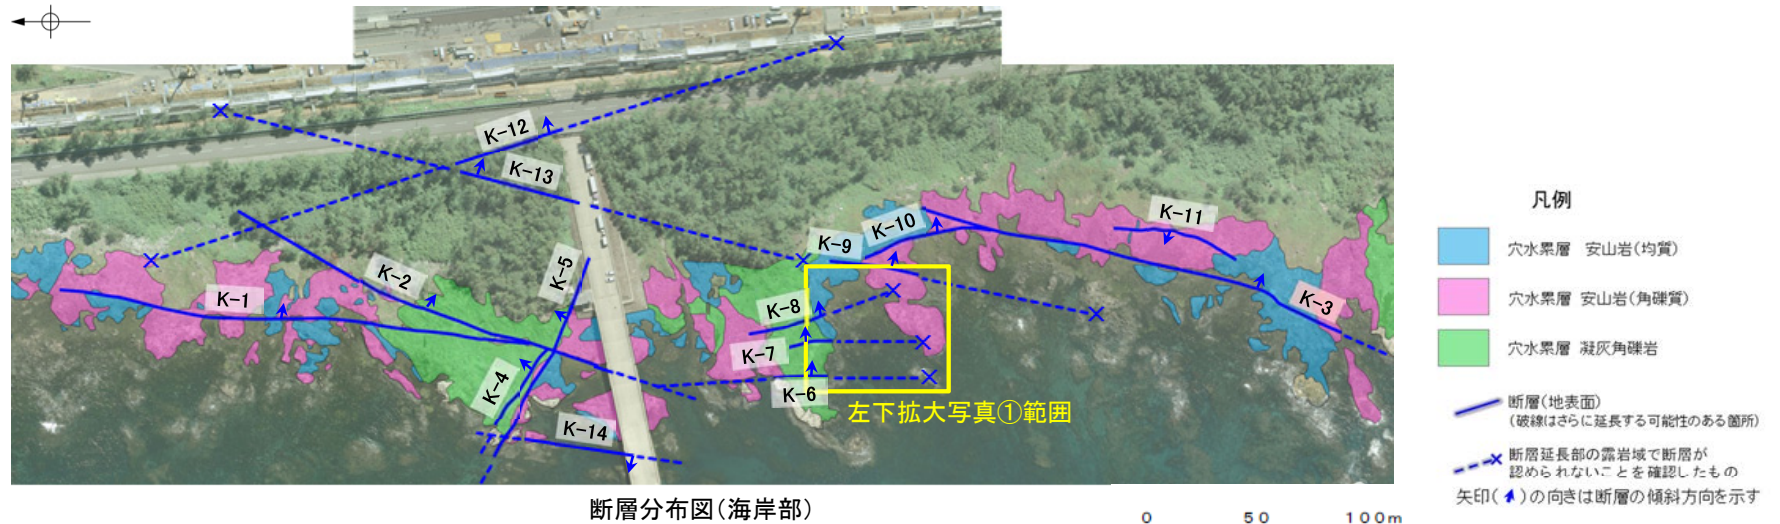 K-12
K-13
K-11
K-10
K-9
K-5
K-2
K-1
K-3
K-8
K-7
K-4
K-6
K-14
左下拡大写真①範囲
断層分布図(海岸部)
0 50 100m
凡例
穴水累層 安山岩(均質)
穴水累層 安山岩(角礫質)
穴水累層 凝灰角礫岩
断層(地表面)
(破線はさらに延長する可能性のある箇所)
断層延長部の露岩域で断層が
認められないことを確認したもの
矢印( )の向きは断層の傾斜方向を示す